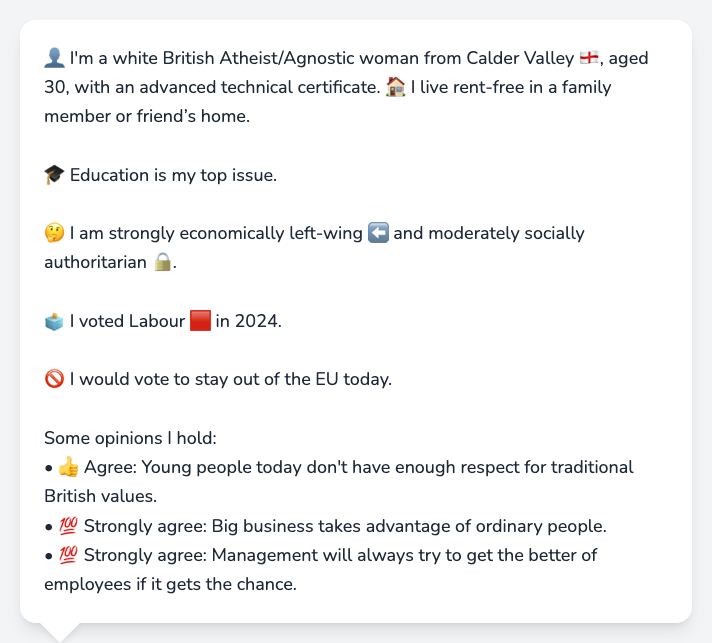 👤 I'm a white British Atheist/Agnostic woman from Calder Valley 🏴󠁧󠁢󠁥󠁮󠁧󠁿, aged
30, with an advanced technical certificate. 🏠 I live rent-free in a family
member or friend’s home.
🎓 Education is my top issue.
🤔 I am strongly economically left-wing ⬅️ and moderately socially
authoritarian 🔒.
🗳️ I voted Labour 🟥 in 2024.
🚫 I would vote to stay out of the EU today.
Some opinions I hold:
• 👍 Agree: Young people today don't have enough respect for traditional
British values.
• 💯 Strongly agree: Big business takes advantage of ordinary people.
• 💯 Strongly agree: Management will always try to get the better of
employees if it gets the chance.